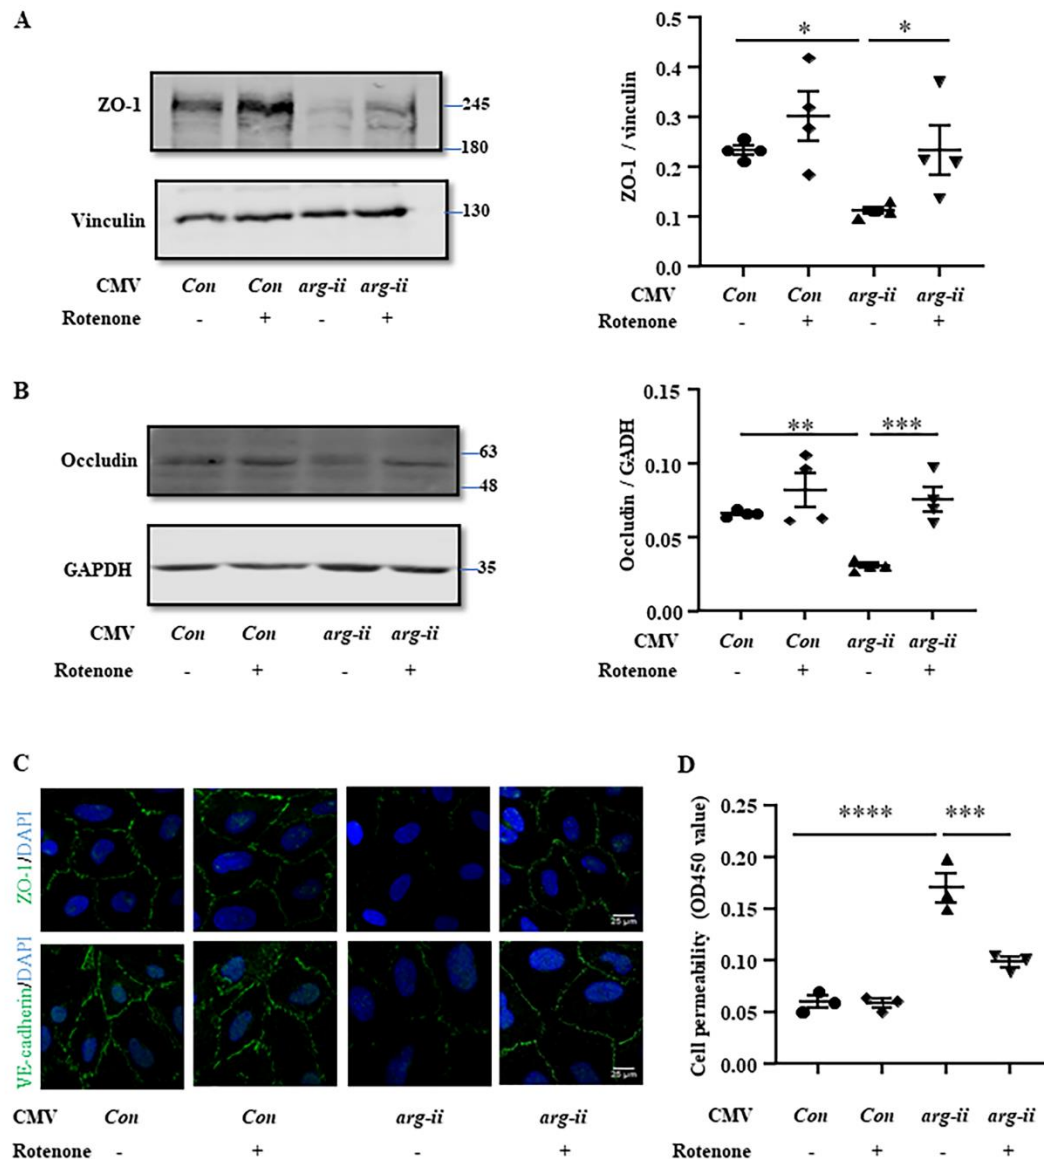 A
ZO-1
245
180
Vinculin
130
CMV Con Con arg-ii arg-ii
Rotenone - + - +
ZO-1 / vinculin
0.5
0.4
0.3
0.2
0.1
0.0
* *
CMV Con Con arg-ii arg-ii
Rotenone - + - +
B
Occludin
63
48
GAPDH
35
CMV Con Con arg-ii arg-ii
Rotenone - + - +
Occludin / GADH
0.15
0.10
0.05
0.00
** ***
CMV Con Con arg-ii arg-ii
Rotenone - + - +
C
ZO-1/DAPI
25 μm
VE-cadherin/DAPI
25 μm
CMV Con Con arg-ii arg-ii
Rotenone - + - +
D
Cell permeability (OD450 value)
0.25
0.20
0.15
0.10
0.05
0.00
**** ***
CMV Con Con arg-ii arg-ii
Rotenone - + - +